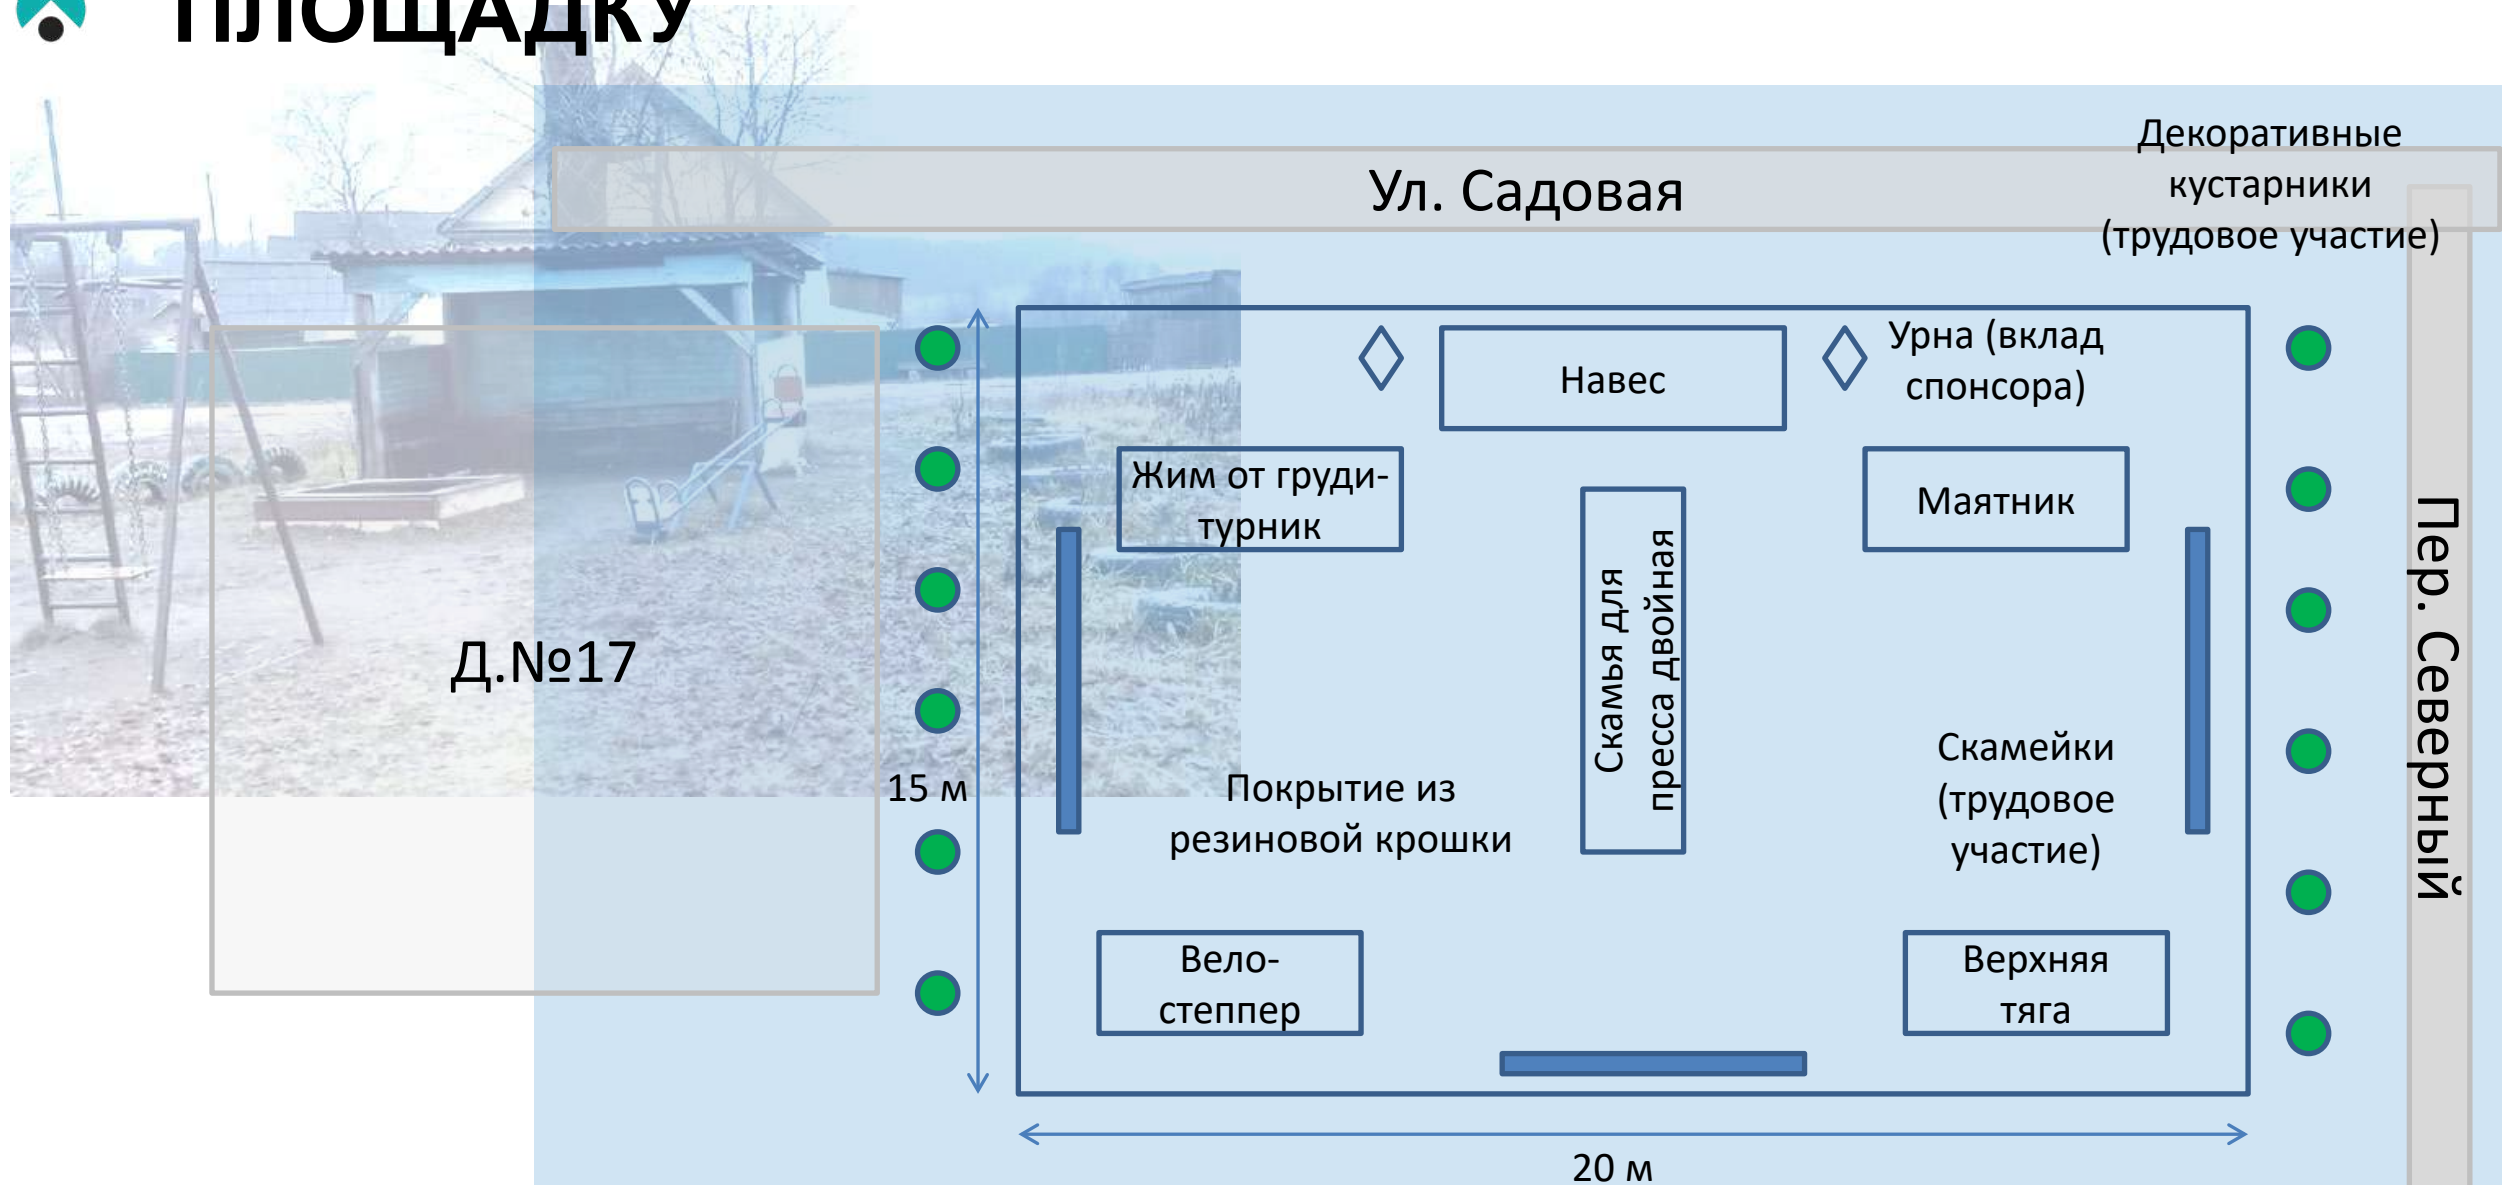 ПЛОЩАДКУ
Декоративные
кустарники
(трудовое участие)
Ул. Садовая
Урна (вклад
спонсора)
Навес
Жим от груди-
турник
Маятник
Скамья для
пресса двойная
Пер. Северный
Д.№17
15 м
Покрытие из
резиновой крошки
Скамейки
(трудовое
участие)
Вело-
степпер
Верхняя
тяга
20 м